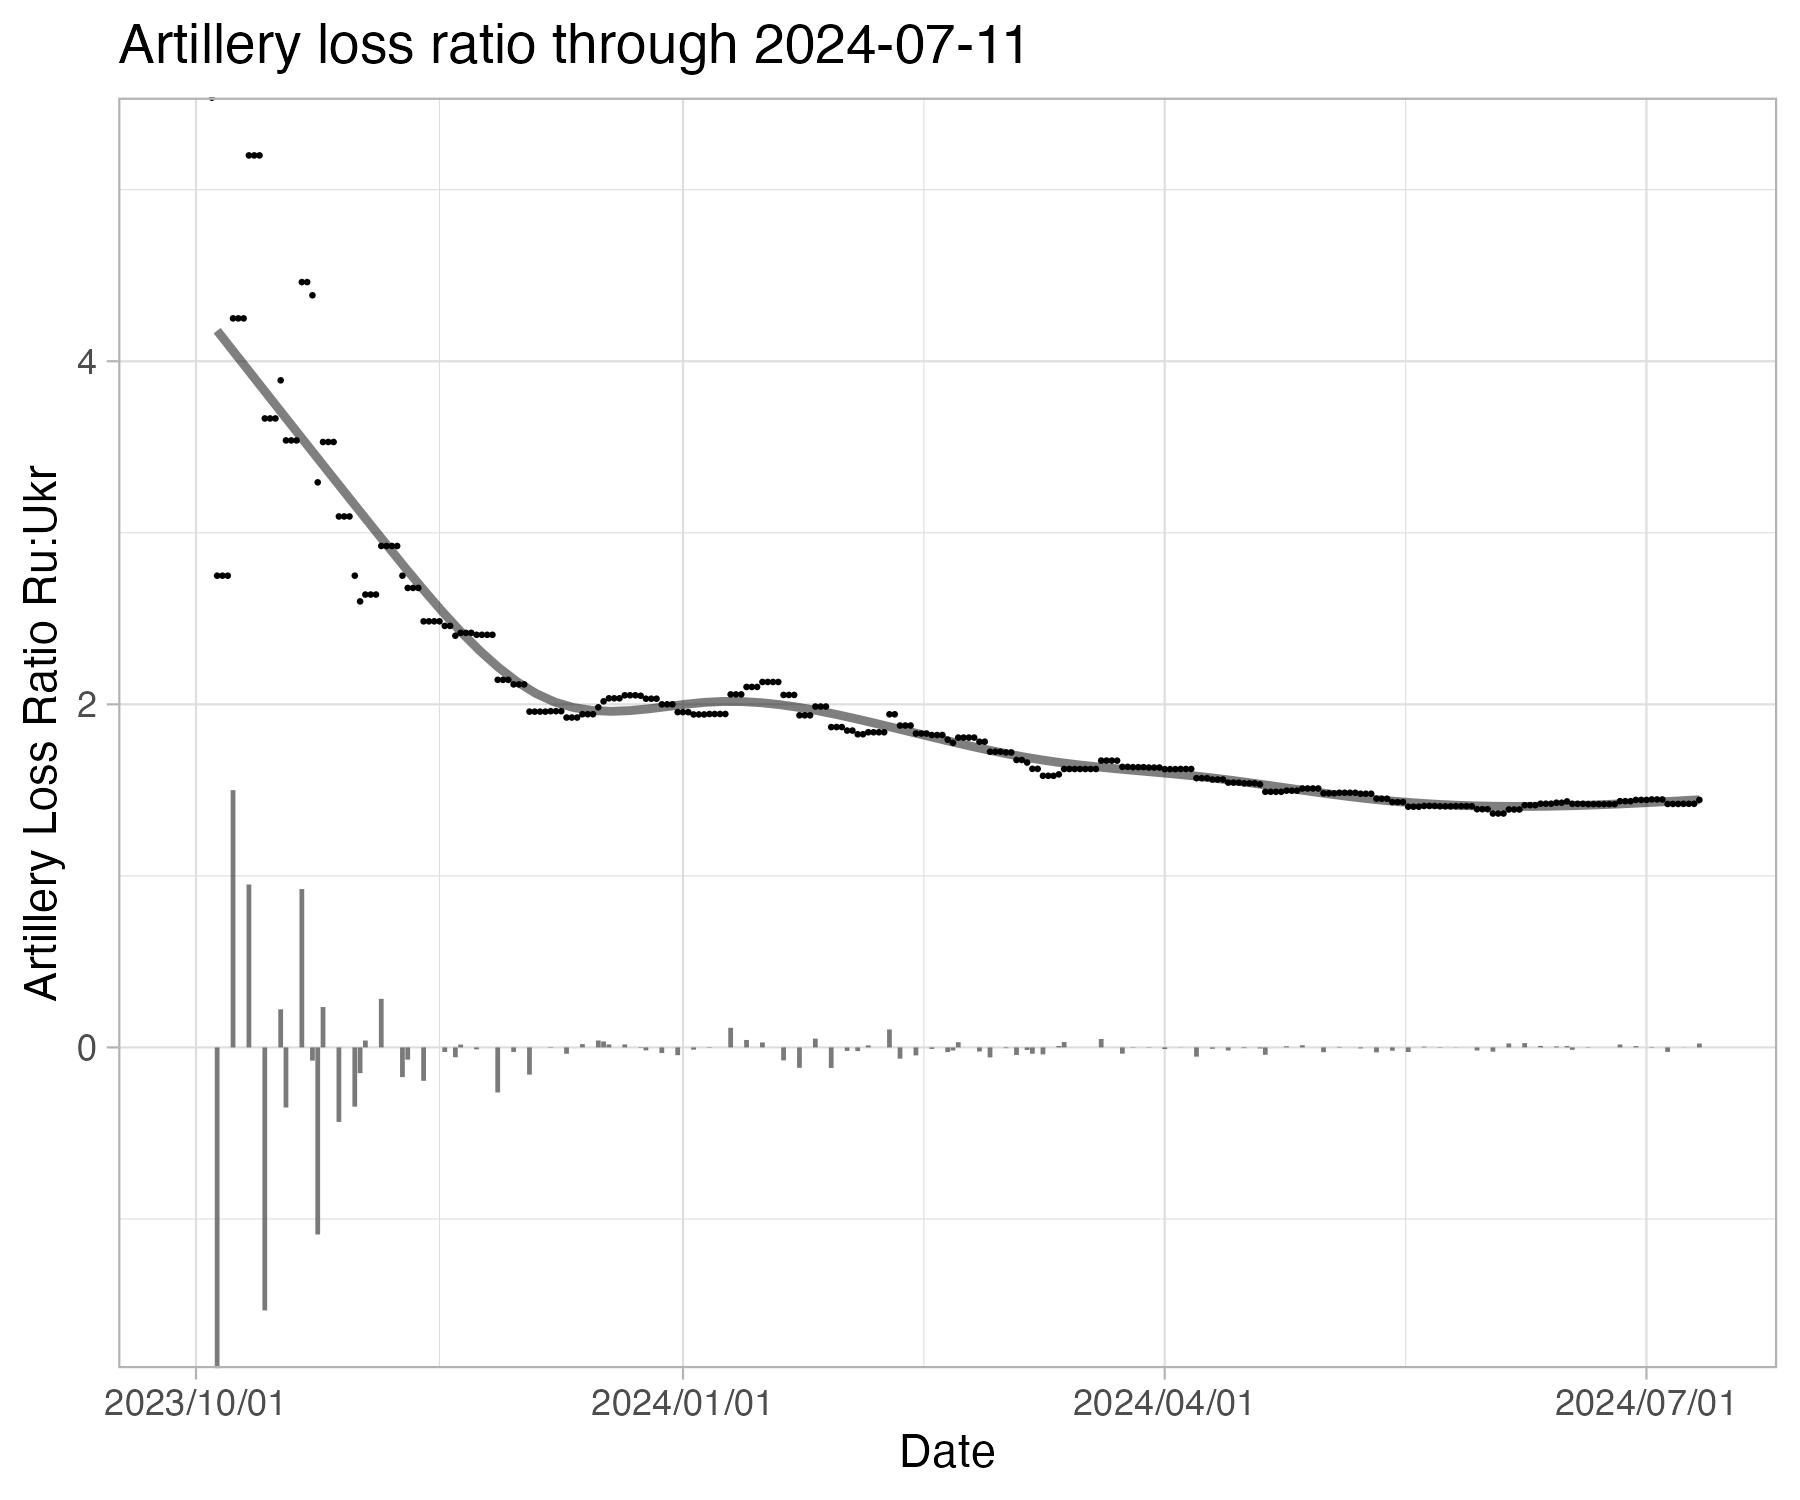 Artillery loss ratio through 2024-07-11
Artillery Loss Ratio Ru:Ukr
4
2
0
2023/10/01
2024/01/01
2024/04/01
2024/07/01
Date